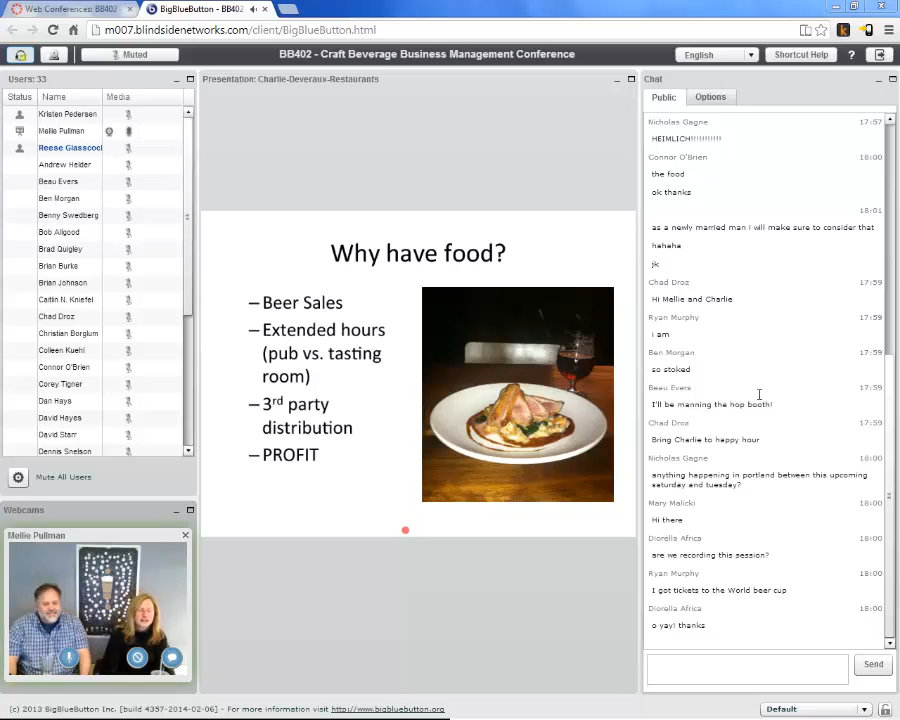 Web Conferences: BB402
BigBlueButton - BB402
m007.blindsidenetworks.com/client/BigBlueButton.html
Muted
BB402 - Craft Beverage Business Management Conference
English
Shortcut Help
?
Users: 33
Status Name Media
Kristen Pedersen
Mellie Pullman
Reese Glasscock
Andrew Heider
Beau Evers
Ben Morgan
Benny Swedberg
Bob Allgood
Brad Quigley
Brian Burke
Brian Johnson
Caitlin N. Kniefel
Chad Droz
Christian Borglum
Colleen Kuehl
Connor O'Brien
Corey Tigner
Dan Hays
David Hayes
David Starr
Dennis Snelson
Mute All Users
Webcams
Mellie Pullman
Presentation: Charlie-Deveraux-Restaurants
Why have food?
– Beer Sales
– Extended hours
(pub vs. tasting
room)
– 3rd party
distribution
– PROFIT
Chat
Public Options
Nicholas Gagne 17:57
HEIMLICH!!!!!!!!!!!
Connor O'Brien 18:00
the food
ok thanks
18:01
as a newly married man i will make sure to consider that
hahaha
jk
Chad Droz 17:59
Hi Mellie and Charlie
Ryan Murphy 17:59
i am
Ben Morgan 17:59
so stoked
Beau Evers 17:59
I'll be manning the hop booth!
Chad Droz 17:59
Bring Charlie to happy hour
Nicholas Gagne 18:00
anything happening in portland between this upcoming
saturday and tuesday?
Mary Malicki 18:00
Hi there
Diorella Africa 18:00
are we recording this session?
Ryan Murphy 18:00
I got tickets to the World beer cup
Diorella Africa 18:00
o yay! thanks
Send
(c) 2013 BigBlueButton Inc. [build 4357-2014-02-06] - For more information visit http://www.bigbluebutton.org
Default